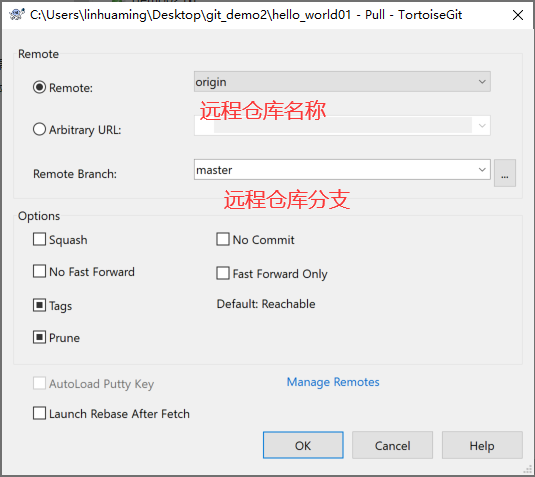 C:\Users\linhuaming\Desktop\git_demo2\hello_world01 - Pull - TortoiseGit
Remote
Remote:
origin
远程仓库名称
Arbitrary URL:
Remote Branch:
master
...
远程仓库分支
Options
Squash
No Commit
No Fast Forward
Fast Forward Only
Tags
Default: Reachable
Prune
AutoLoad Putty Key
Manage Remotes
Launch Rebase After Fetch
OK
Cancel
Help